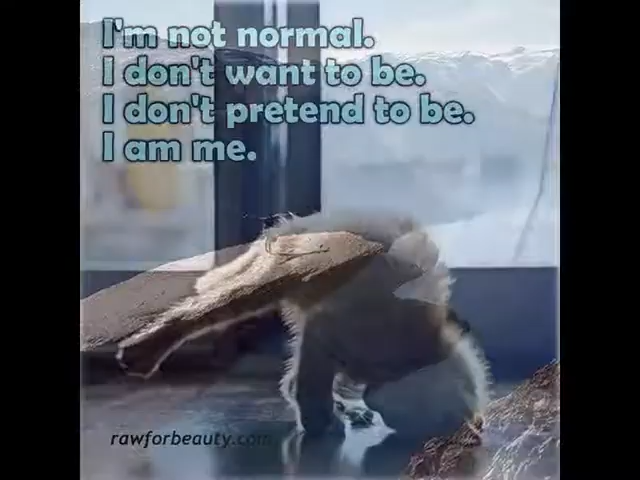 I'm not normal.
I don't want to be.
I don't pretend to be.
I am me.
rawforbeauty.com